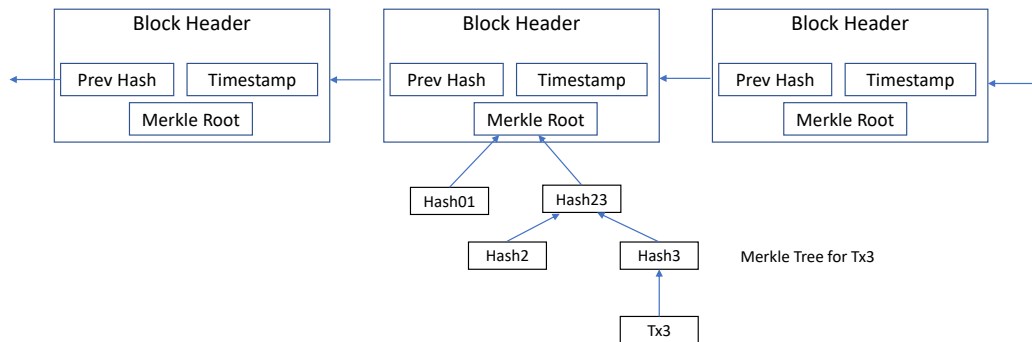 Block Header
Block Header
Block Header
Prev Hash
Timestamp
Prev Hash
Timestamp
Prev Hash
Timestamp
Merkle Root
Merkle Root
Merkle Root
Hash01
Hash23
Hash2
Hash3
Merkle Tree for Tx3
Tx3